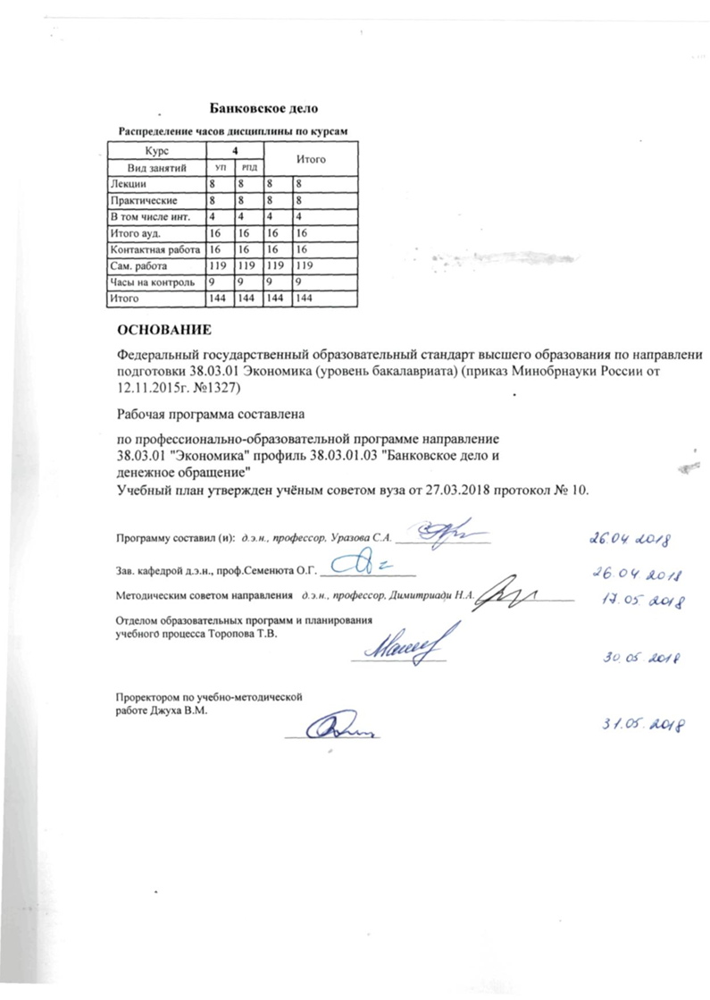 Банковское дело
Распределение часов дисциплины по курсам
Курс 4 Итого
Вид занятий УП РПД
Лекции 8 8 8 8
Практические 8 8 8 8
В том числе инт. 4 4 4 4
Итого ауд. 16 16 16 16
Контактная работа 16 16 16 16
Сам. работа 119 119 119 119
Часы на контроль 9 9 9 9
Итого 144 144 144 144
ОСНОВАНИЕ
Федеральный государственный образовательный стандарт высшего образования по направлени
подготовки 38.03.01 Экономика (уровень бакалавриата) (приказ Минобрнауки России от
12.11.2015г. №1327)
Рабочая программа составлена
по профессионально-образовательной программе направление
38.03.01 "Экономика" профиль 38.03.01.03 "Банковское дело и
денежное обращение"
Учебный план утвержден учёным советом вуза от 27.03.2018 протокол № 10.
Программу составил (и): д.э.н., профессор, Уразова С.А. 26.04 2018
Зав. кафедрой д.э.н., проф.Семенюта О.Г. 26.04 2018
Методическим советом направления д.э.н., профессор, Димитриади Н.А. 17.05 2018
Отделом образовательных программ и планирования
учебного процесса Торопова Т.В.
30.05 2018
Проректором по учебно-методической
работе Джуха В.М.
31.05.2018